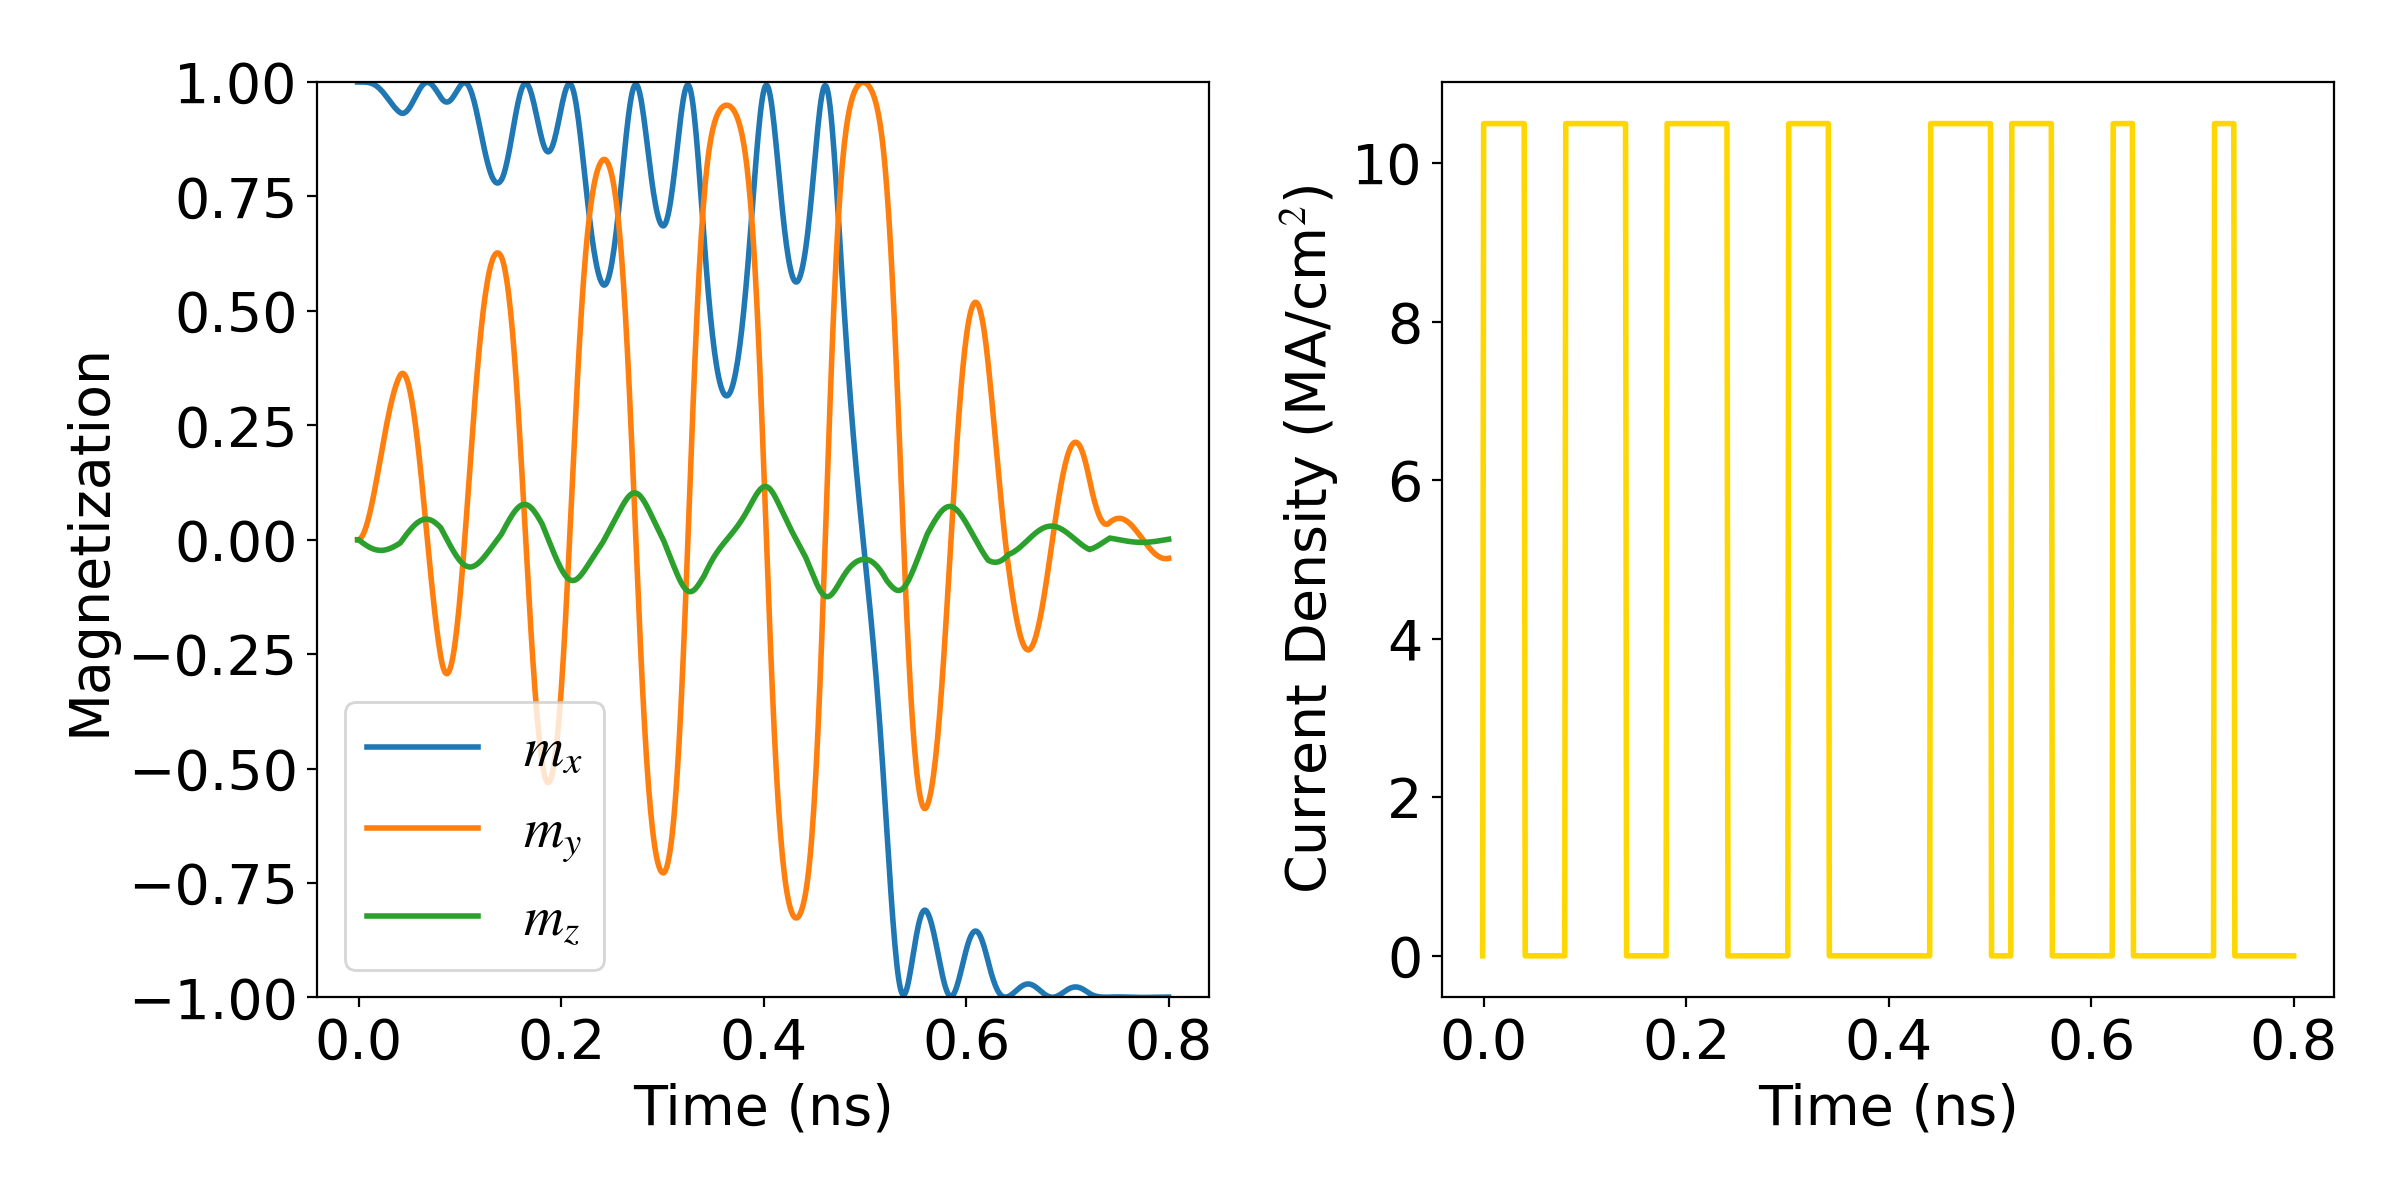 1.00
0.75
0.50
0.25
0.00
−0.25
−0.50
−0.75
−1.00
Magnetization
m_x
m_y
m_z
0.0 0.2 0.4 0.6 0.8
Time (ns)
10
8
6
4
2
0
Current Density (MA/cm²)
0.0 0.2 0.4 0.6 0.8
Time (ns)